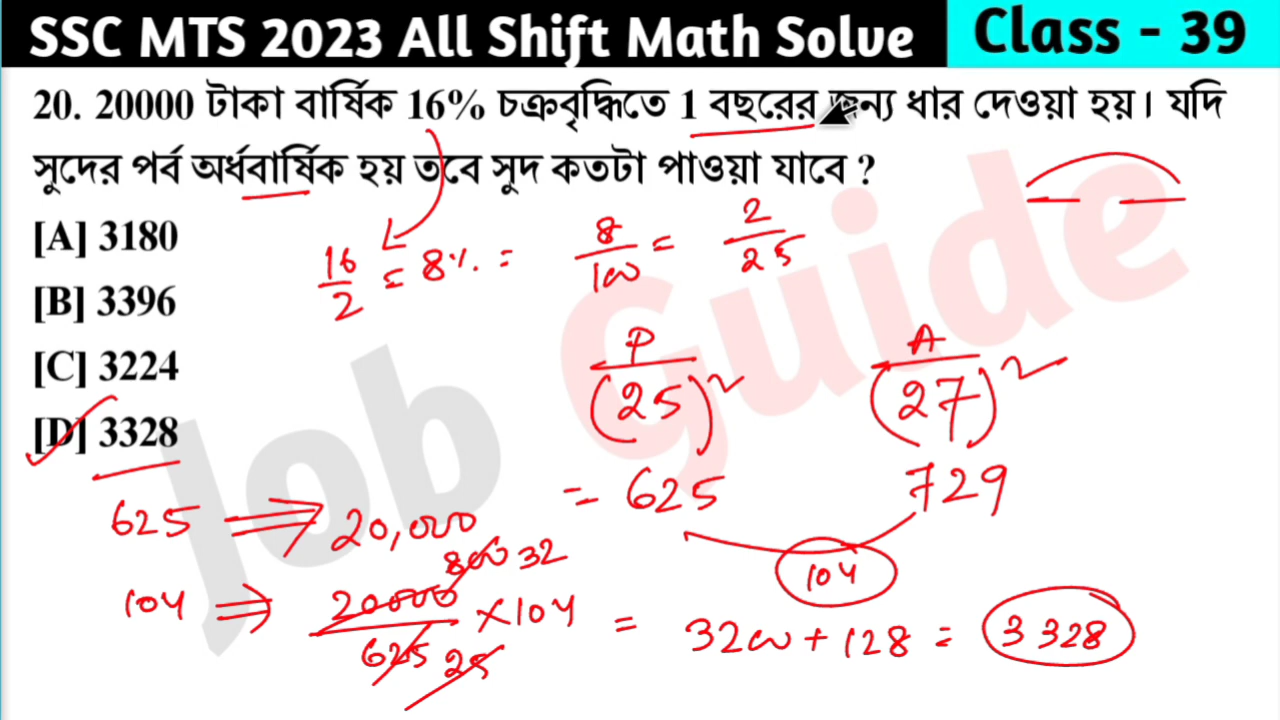 SSC MTS 2023 All Shift Math Solve
Class - 39
20. 20000 টাকা বার্ষিক 16% চক্রবৃদ্ধিতে 1 বছরের জন্য ধার দেওয়া হয়। যদি
সুদের পর্ব অর্ধবার্ষিক হয় তবে সুদ কতটা পাওয়া যাবে ?
[A] 3180
[B] 3396
[C] 3224
[D] 3328
16/2 = 8% = 8/100 = 2/25
P A
(25)² (27)²
= 625 729
104
625 ⇒ 20,000
800 32
104 ⇒ 20000/625 × 104 = 3200 + 128 = 3328
25
Job Guide